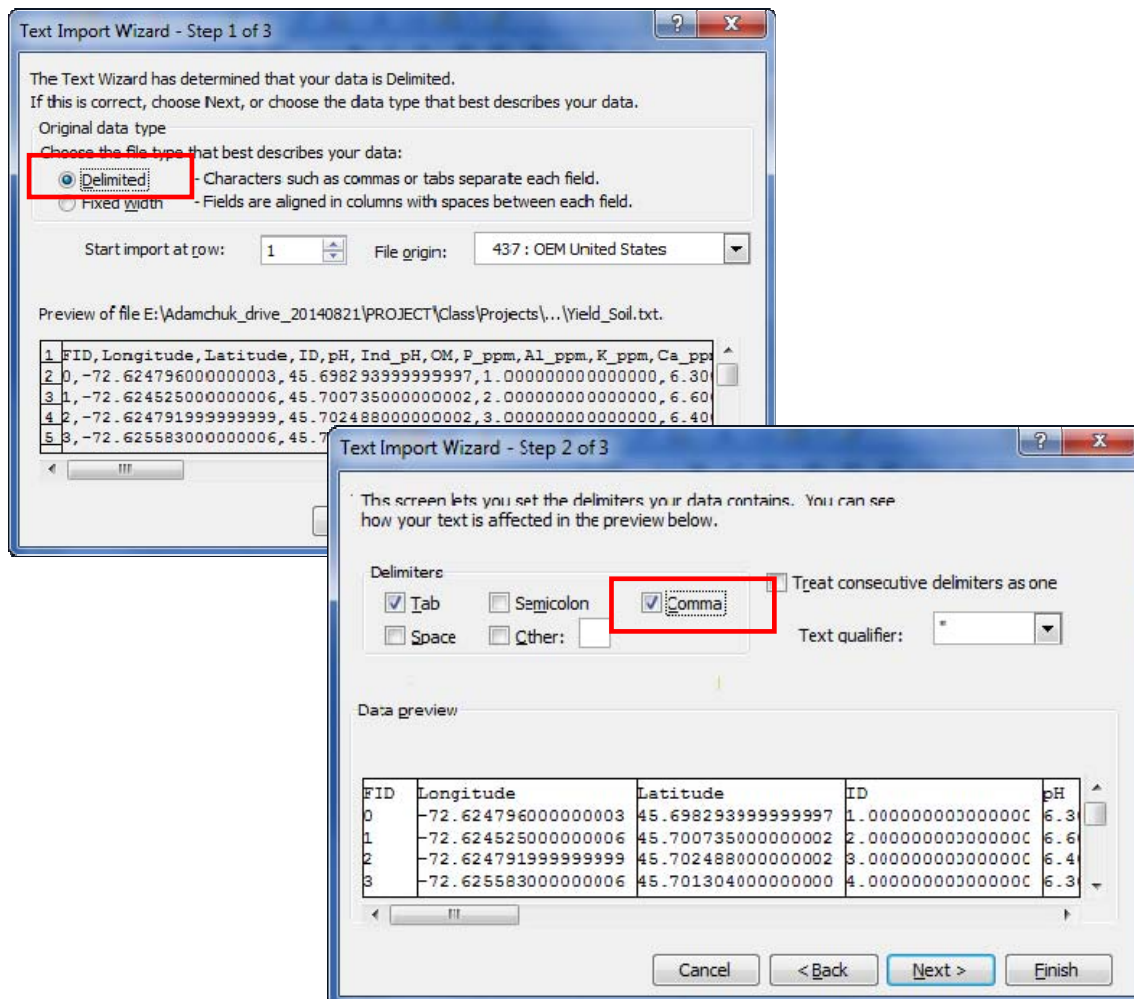 Text Import Wizard - Step 1 of 3
The Text Wizard has determined that your data is Delimited.
If this is correct, choose Next, or choose the data type that best describes your data.
Original data type
Choose the file type that best describes your data:
Delimited - Characters such as commas or tabs separate each field.
Fixed Width - Fields are aligned in columns with spaces between each field.
Start import at row: 1 File origin: 437 : OEM United States
Preview of file E:\Adamchuk_drive_20140821\PROJECT\Class\Projects\...\Yield_Soil.txt.
1 FID,Longitude,Latitude,ID,pH,Ind_pH,OM,P_ppm,Al_ppm,K_ppm,Ca_pp
2 0,-72.624796000000003,45.698293999999997,1.000000000000000,6.30
3 1,-72.624525000000006,45.700735000000002,2.000000000000000,6.60
4 2,-72.624791999999999,45.702488000000002,3.000000000000000,6.40
5 3,-72.625583000000006,45.7
Text Import Wizard - Step 2 of 3
This screen lets you set the delimiters your data contains. You can see
how your text is affected in the preview below.
Delimiters
Tab Semicolon Comma Treat consecutive delimiters as one
Space Other: Text qualifier: "
Data preview
FID Longitude Latitude ID pH
0 -72.624796000000003 45.698293999999997 1.000000000000000 6.3
1 -72.624525000000006 45.700735000000002 2.000000000000000 6.6
2 -72.624791999999999 45.702488000000002 3.000000000000000 6.4
3 -72.625583000000006 45.701304000000000 4.000000000000000 6.3
Cancel < Back Next > Finish